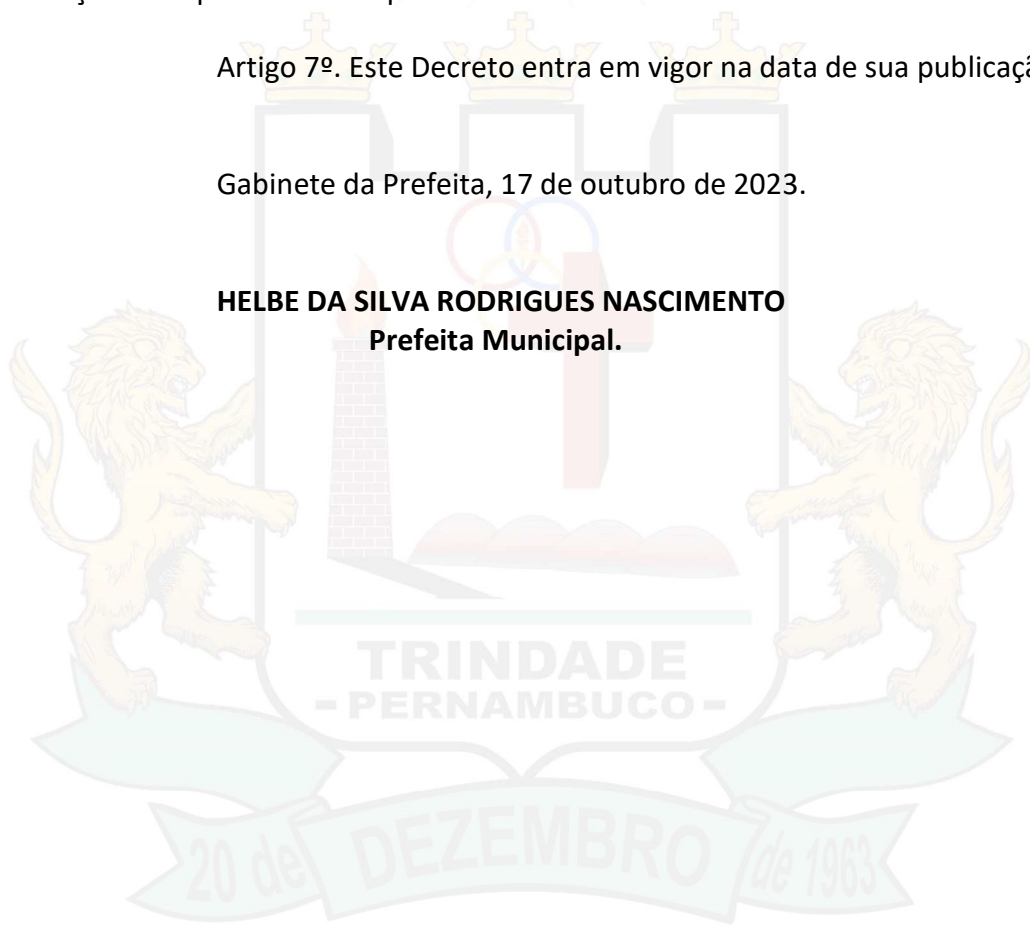 Artigo 7º. Este Decreto entra em vigor na data de sua
Gabinete da Prefeita, 17 de outubro de 2023.
HELBE DA SILVA RODRIGUES NASCIMENTO
Prefeita Municipal.
TRINDADE
- PERNAMBUCO -
20 de DEZEMBRO de 1963